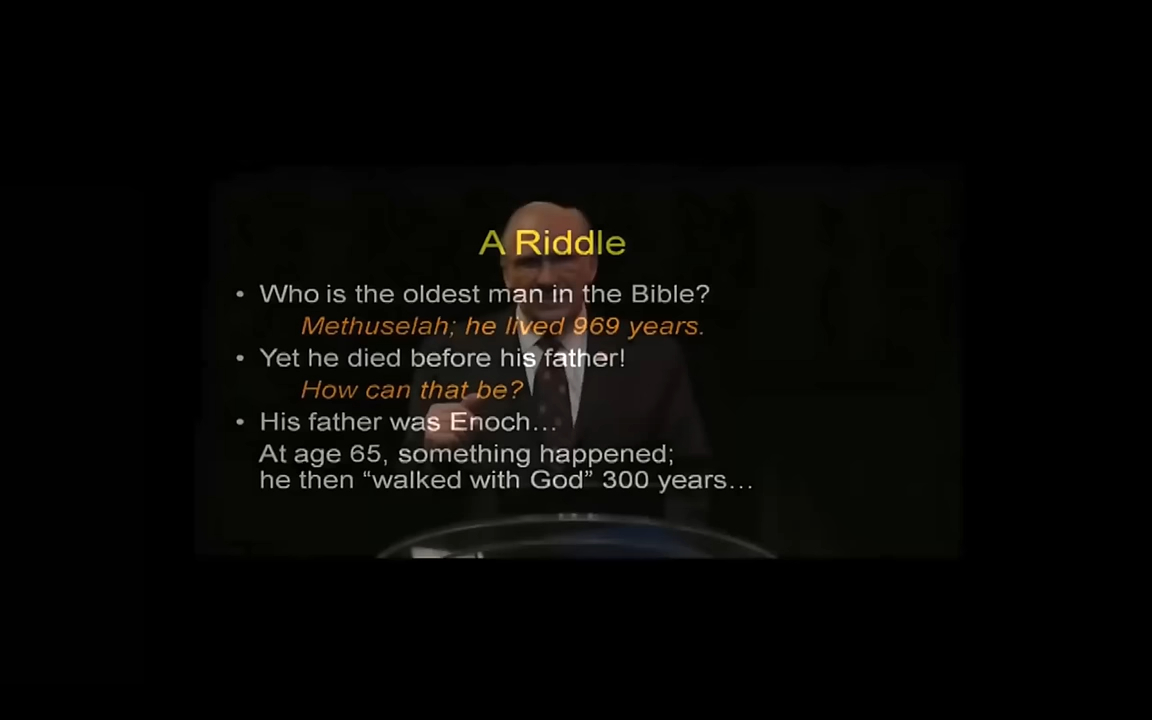 A Riddle
• Who is the oldest man in the Bible?
Methuselah; he lived 969 years.
• Yet he died before his father!
How can that be?
• His father was Enoch…
At age 65, something happened;
he then “walked with God” 300 years…